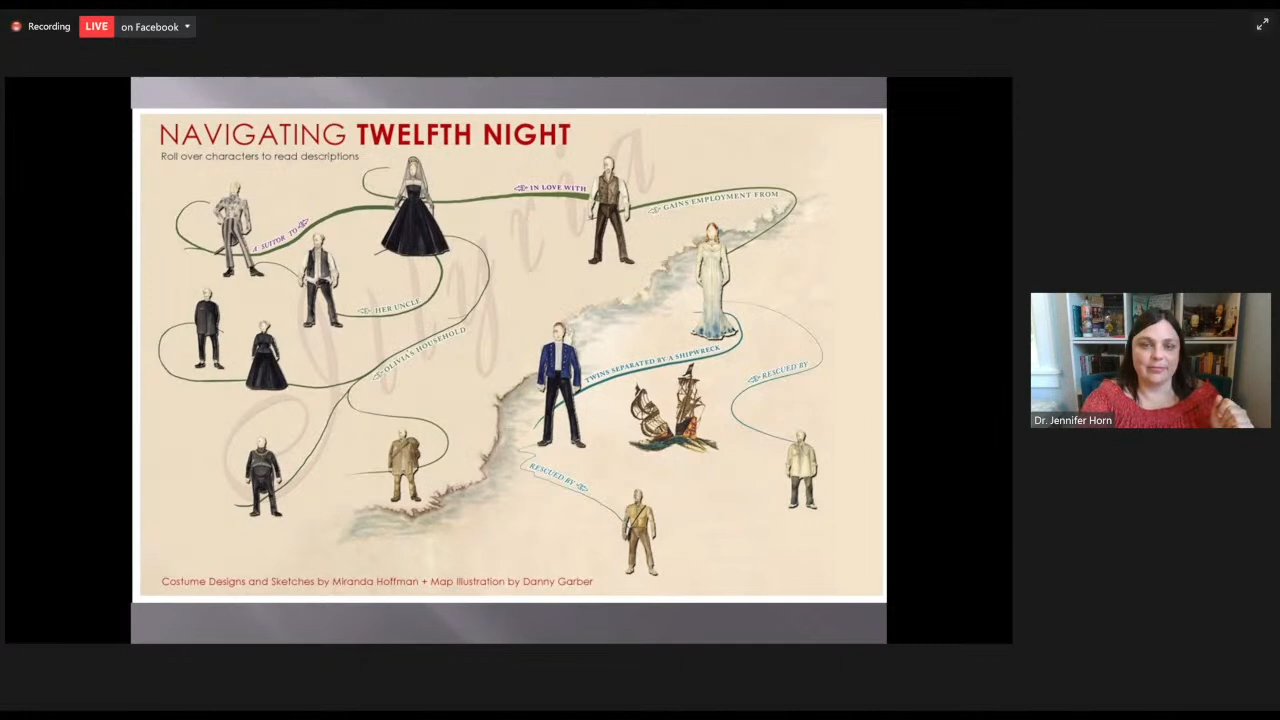 Recording
LIVE
on Facebook
NAVIGATING TWELFTH NIGHT
Roll over characters to read descriptions
Illyria
IN LOVE WITH
GAINS EMPLOYMENT FROM
A SUITOR TO
HER UNCLE
OLIVIA'S HOUSEHOLD
TWINS SEPARATED BY A SHIPWRECK
RESCUED BY
RESCUED BY
Costume Designs and Sketches by Miranda Hoffman + Map Illustration by Danny Garber
Dr. Jennifer Horn